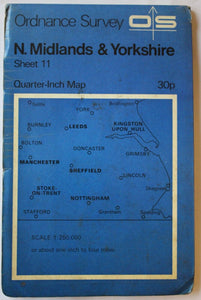 Ordnance Survey OS
N. Midlands & Yorkshire
Sheet 11
Quarter-Inch Map 30p
Settle
YORK
Bridlington
BURNLEY
LEEDS
KINGSTON UPON HULL
BOLTON
MANCHESTER
DONCASTER
GRIMSBY
SHEFFIELD
LINCOLN
STOKE-
ON-TRENT
Skegness
NOTTINGHAM
STAFFORD
Grantham
Spalding
SCALE 1:250,000
or about one inch to four miles